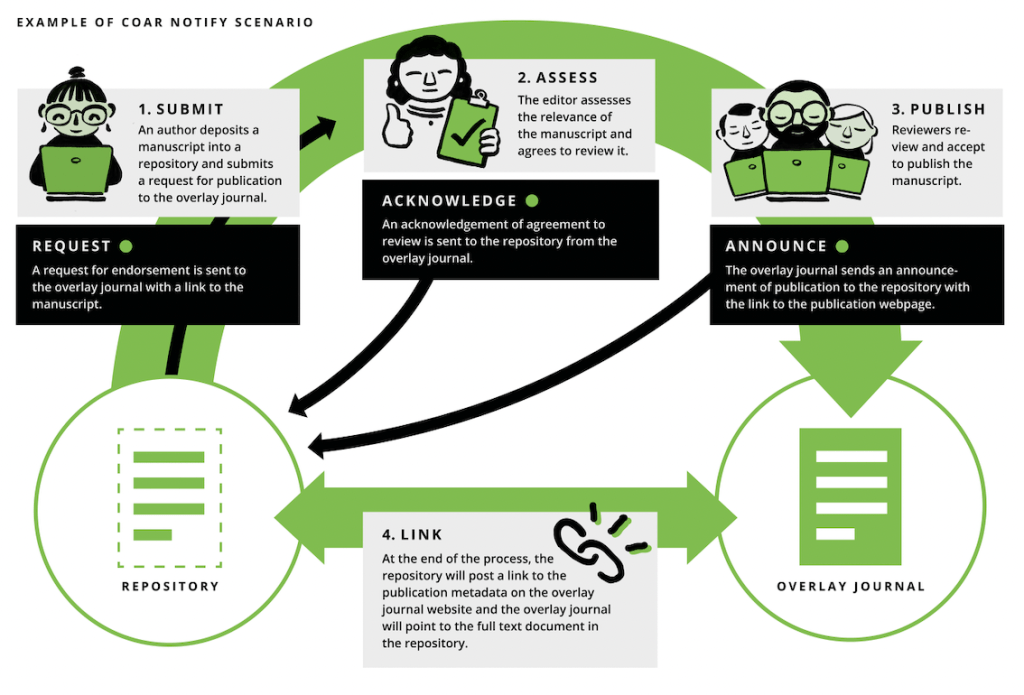 EXAMPLE OF COAR NOTIFY SCENARIO
1. SUBMIT
An author deposits a
manuscript into a
repository and submits
a request for publication
to the overlay journal.
REQUEST
A request for endorsement is sent to
the overlay journal with a link to the
manuscript.
2. ASSESS
The editor assesses
the relevance of
the manuscript and
agrees to review it.
ACKNOWLEDGE
An acknowledgement of agreement to
review is sent to the repository from the
overlay journal.
3. PUBLISH
Reviewers re-
view and accept
to publish the
manuscript.
ANNOUNCE
The overlay journal sends an announce-
ment of publication to the repository with
the link to the publication webpage.
REPOSITORY
4. LINK
At the end of the process, the
repository will post a link to the
publication metadata on the overlay
journal website and the overlay journal
will point to the full text document in
the repository.
OVERLAY JOURNAL